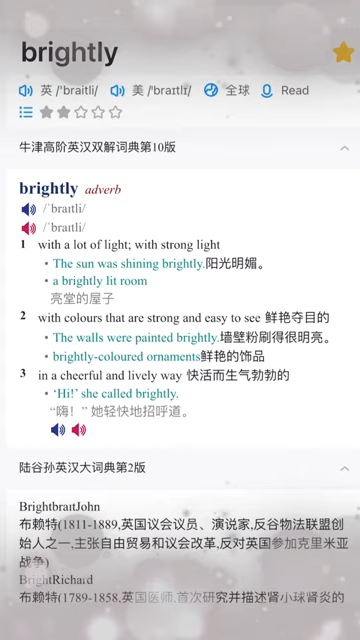 brightly
英 /'braitli/ 美 /'braɪtlɪ/ 全球 Read
牛津高阶英汉双解词典第10版
brightly adverb
/ˈbraɪtli/
/ˈbraɪtli/
1 with a lot of light; with strong light
• The sun was shining brightly.阳光明媚。
• a brightly lit room
亮堂的屋子
2 with colours that are strong and easy to see 鲜艳夺目的
• The walls were painted brightly.墙壁粉刷得很明亮。
• brightly-coloured ornaments鲜艳的饰品
3 in a cheerful and lively way 快活而生气勃勃的
• ‘Hi!’ she called brightly.
“嗨！” 她轻快地招呼道。
陆谷孙英汉大词典第2版
BrightbraɪtJohn
布赖特(1811-1889,英国议会议员、演说家,反谷物法联盟创
始人之一,主张自由贸易和议会改革,反对英国参加克里米亚
战争)
BrightRichard
布赖特(1789-1858,英国医师,首次研究并描述肾小球肾炎的